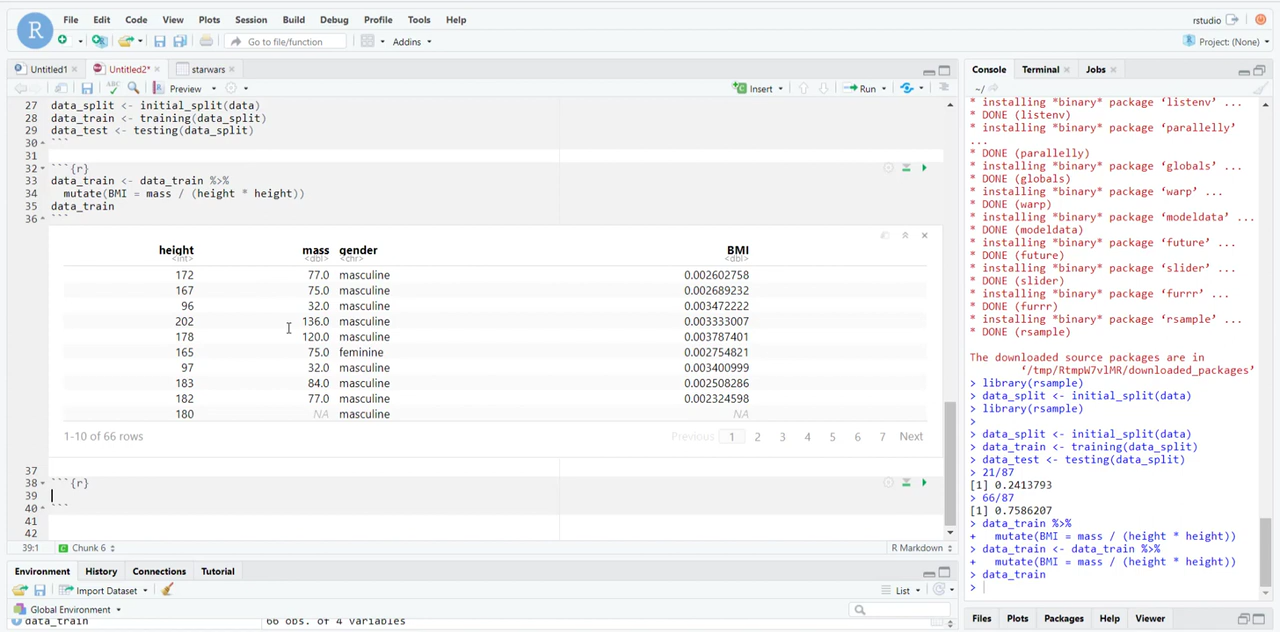 R
File Edit Code View Plots Session Build Debug Profile Tools Help
rstudio
Go to file/function
Addins
Project: (None)
Untitled1
Untitled2*
starwars
Preview
Insert
Run
27 data_split <- initial_split(data)
28 data_train <- training(data_split)
29 data_test <- testing(data_split)
30 ```
31
32 ```{r}
33 data_train <- data_train %>%
34 mutate(BMI = mass / (height * height))
35 data_train
36 ```
height mass gender BMI
<int> <dbl> <chr> <dbl>
172 77.0 masculine 0.002602758
167 75.0 masculine 0.002689232
96 32.0 masculine 0.003472222
202 136.0 masculine 0.003333007
178 120.0 masculine 0.003787401
165 75.0 feminine 0.002754821
97 32.0 masculine 0.003400999
183 84.0 masculine 0.002508286
182 77.0 masculine 0.002324598
180 NA masculine NA
1-10 of 66 rows
Previous 1 2 3 4 5 6 7 Next
37
38 ```{r}
39
40 ```
41
42
39:1 Chunk 6 R Markdown
Environment History Connections Tutorial
Import Dataset
List
Global Environment
data_train 66 obs. of 4 variables
Console Terminal Jobs
~/
* installing *binary* package ‘listenv’ ...
* DONE (listenv)
* installing *binary* package ‘parallelly’
...
* DONE (parallelly)
* installing *binary* package ‘globals’ ...
* DONE (globals)
* installing *binary* package ‘warp’ ...
* DONE (warp)
* installing *binary* package ‘modeldata’ ...
* DONE (modeldata)
* installing *binary* package ‘future’ ...
* DONE (future)
* installing *binary* package ‘slider’ ...
* DONE (slider)
* installing *binary* package ‘furrr’ ...
* DONE (furrr)
* installing *binary* package ‘rsample’ ...
* DONE (rsample)
The downloaded source packages are in
‘/tmp/RtmpW7vlMR/downloaded_packages’
> library(rsample)
> data_split <- initial_split(data)
> library(rsample)
>
> data_split <- initial_split(data)
> data_train <- training(data_split)
> data_test <- testing(data_split)
> 21/87
[1] 0.2413793
> 66/87
[1] 0.7586207
> data_train %>%
+ mutate(BMI = mass / (height * height))
> data_train <- data_train %>%
+ mutate(BMI = mass / (height * height))
> data_train
>
Files Plots Packages Help Viewer